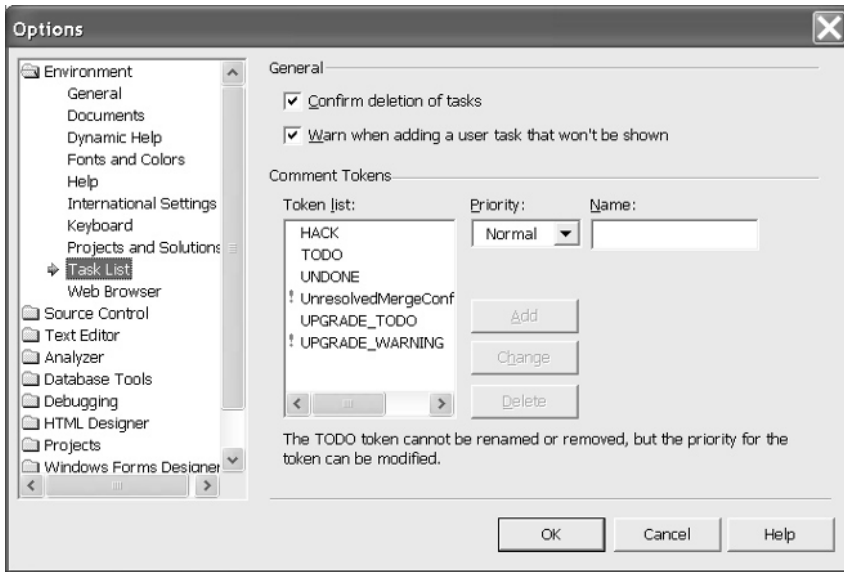 Options
Environment
General
Documents
Dynamic Help
Fonts and Colors
Help
International Settings
Keyboard
Projects and Solutions
Task List
Web Browser
Source Control
Text Editor
Analyzer
Database Tools
Debugging
HTML Designer
Projects
Windows Forms Designer
General
Confirm deletion of tasks
Warn when adding a user task that won't be shown
Comment Tokens
Token list:
HACK
TODO
UNDONE
! UnresolvedMergeConf
UPGRADE_TODO
! UPGRADE_WARNING
Priority:
Normal
Name:
Add
Change
Delete
The TODO token cannot be renamed or removed, but the priority for the
token can be modified.
OK
Cancel
Help